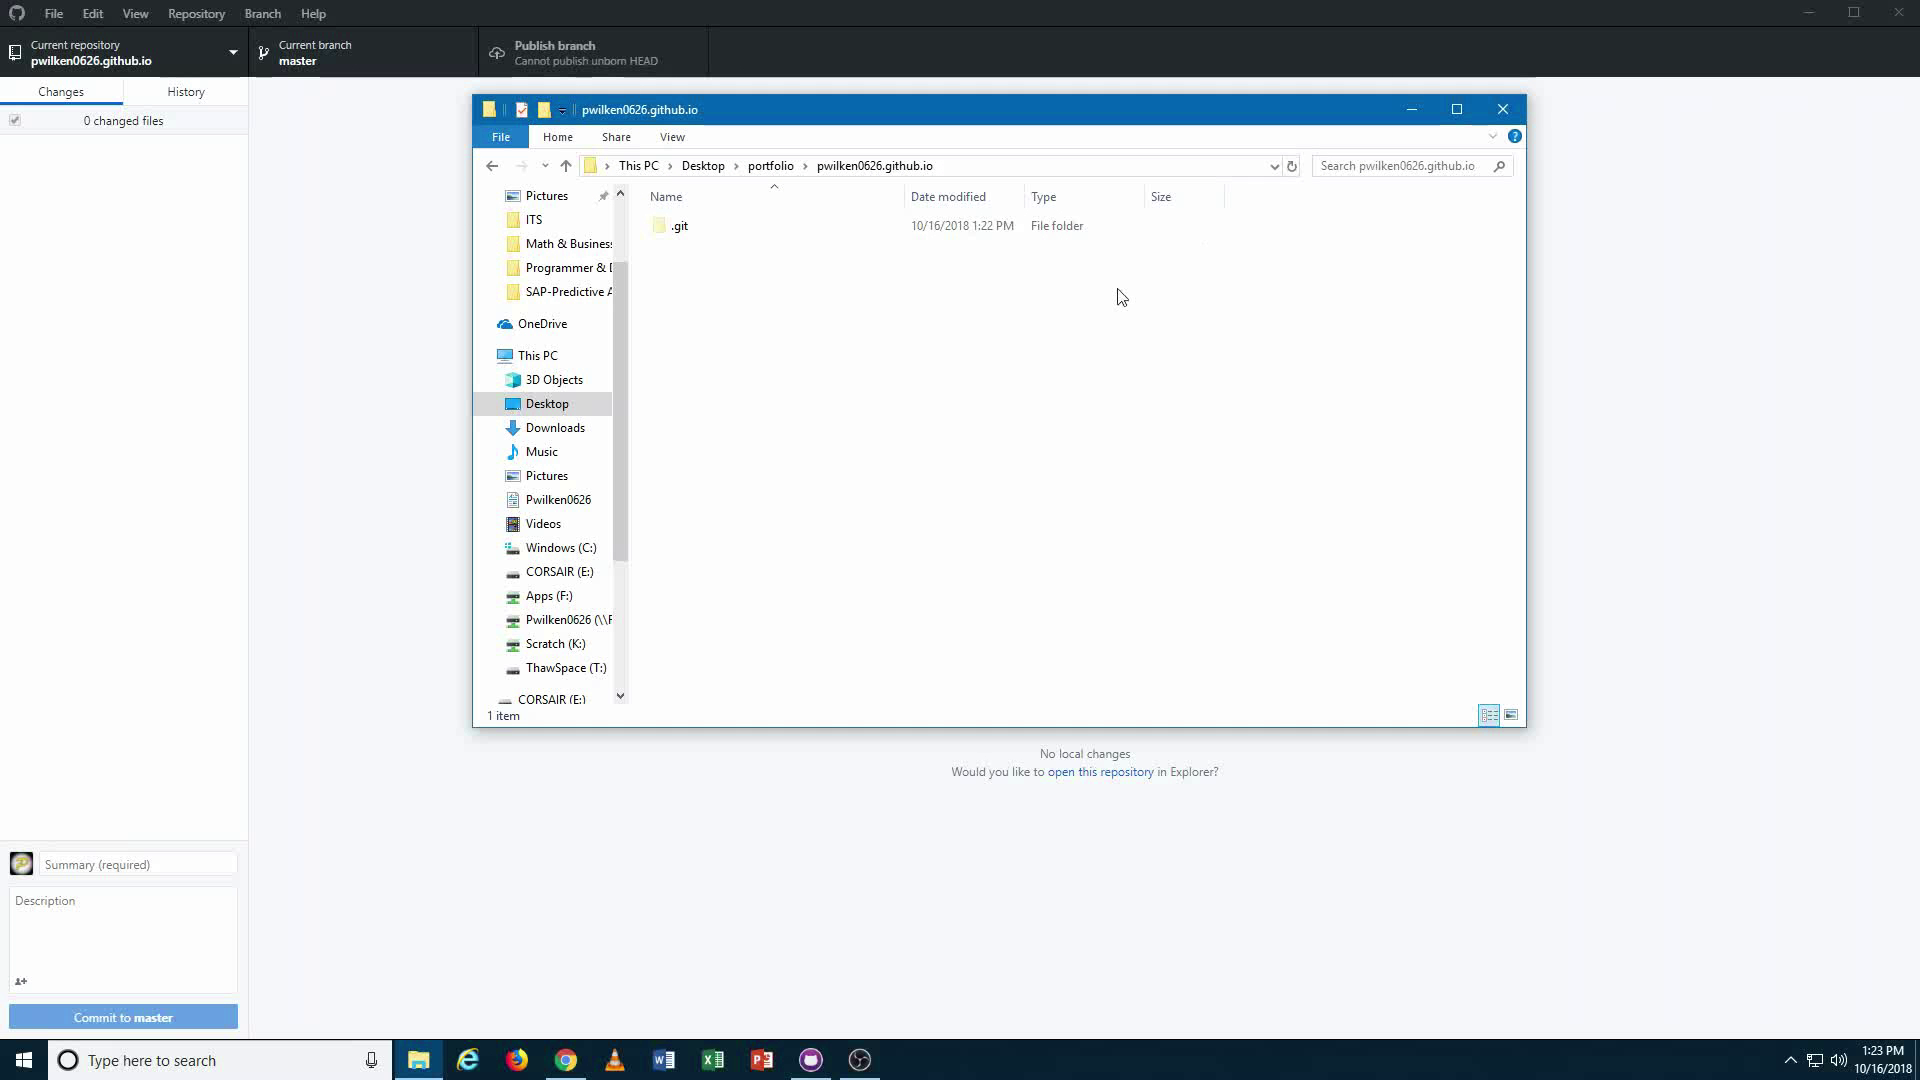 File Edit View Repository Branch Help
Current repository
pwilken0626.github.io
Current branch
master
Publish branch
Cannot publish unborn HEAD
Changes History
0 changed files
pwilken0626.github.io
File Home Share View
This PC Desktop portfolio pwilken0626.github.io
Search pwilken0626.github.io
Name Date modified Type Size
.git 10/16/2018 1:22 PM File folder
Pictures
ITS
Math & Business
Programmer & D
SAP-Predictive A
OneDrive
This PC
3D Objects
Desktop
Downloads
Music
Pictures
Pwilken0626
Videos
Windows (C:)
CORSAIR (E:)
Apps (F:)
Pwilken0626 (\\F
Scratch (K:)
ThawSpace (T:)
CORSAIR (E:)
1 item
No local changes
Would you like to open this repository in Explorer?
Summary (required)
Description
Commit to master
Type here to search
1:23 PM
10/16/2018